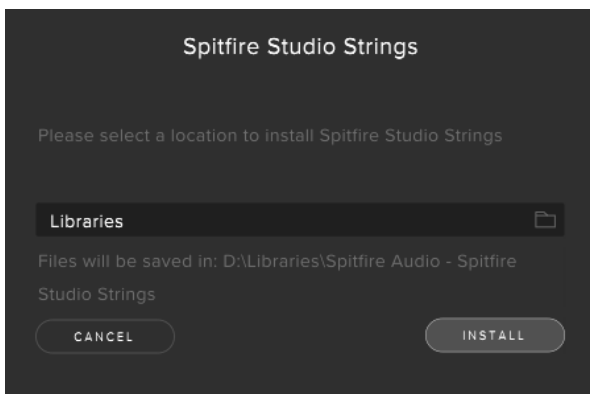 Spitfire Studio Strings
Please select a location to install Spitfire Studio Strings
Libraries
Files will be saved in: D:\Libraries\Spitfire Audio - Spitfire
Studio Strings
CANCEL
INSTALL